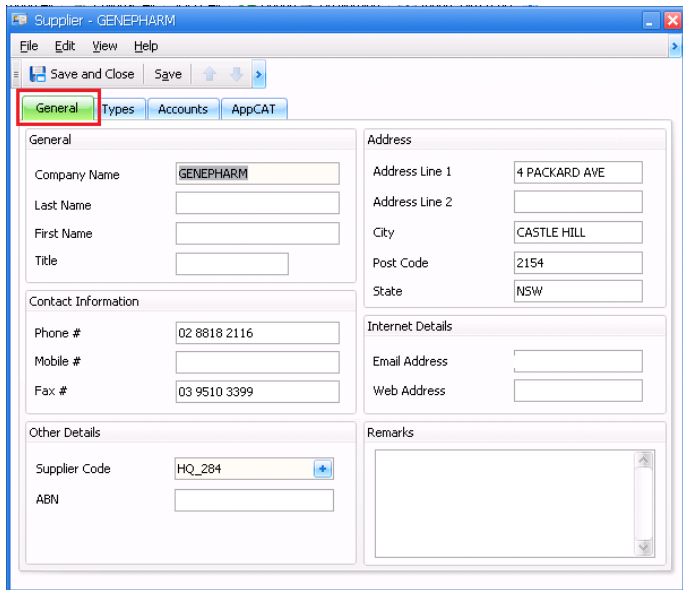 Supplier - GENEPHARM
File Edit View Help
Save and Close Save
General Types Accounts AppCAT
General
Company Name GENEPHARM
Last Name
First Name
Title
Contact Information
Phone # 02 8818 2116
Mobile #
Fax # 03 9510 3399
Other Details
Supplier Code HQ_284
ABN
Address
Address Line 1 4 PACKARD AVE
Address Line 2
City CASTLE HILL
Post Code 2154
State NSW
Internet Details
Email Address
Web Address
Remarks